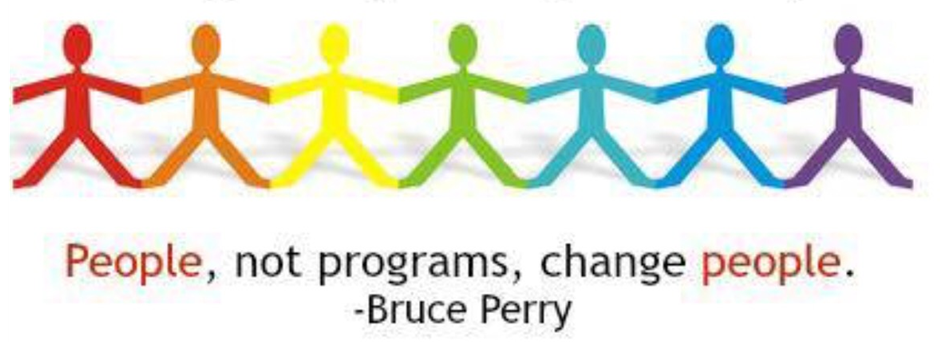 People, not programs, change people.
-Bruce Perry